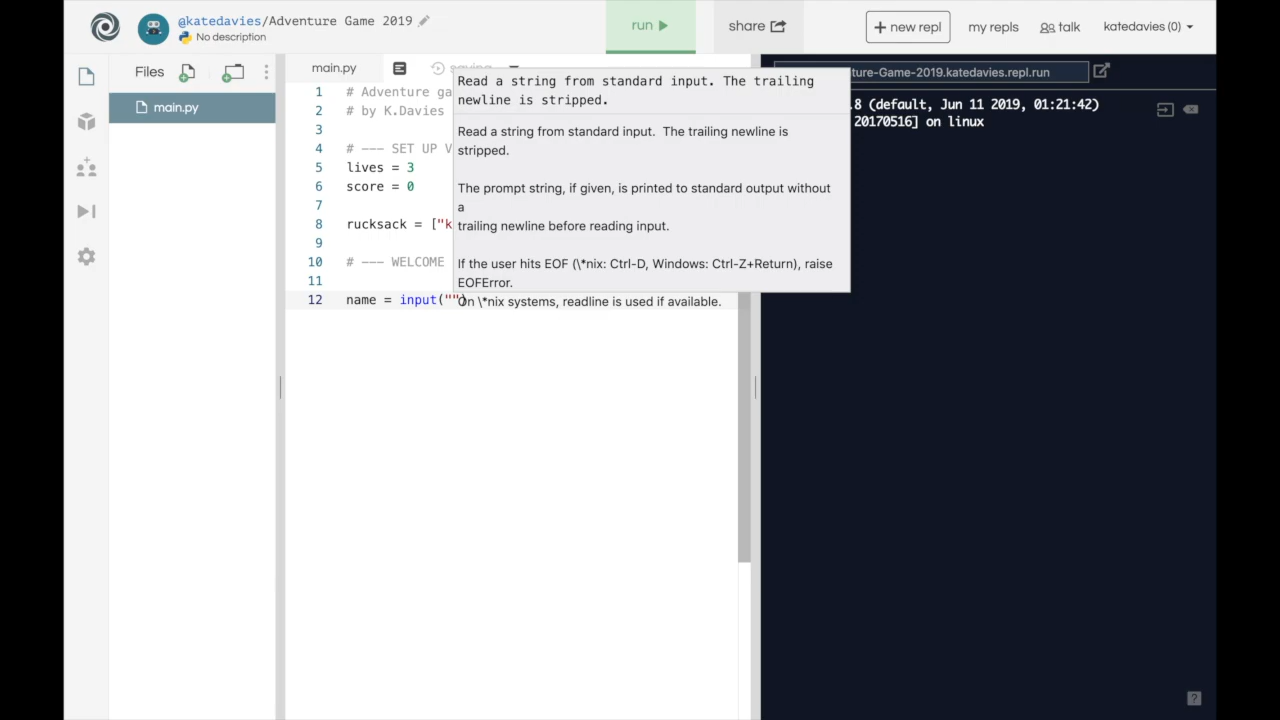 @katedavies/Adventure Game 2019
No description
run
share
+ new repl
my repls
talk
katedavies (0)
Files
main.py
main.py
saving
1 # Adventure ga
2 # by K.Davies
3
4 # --- SET UP V
5 lives = 3
6 score = 0
7
8 rucksack = ["k
9
10 # --- WELCOME
11
12 name = input("")
Read a string from standard input. The trailing
newline is stripped.
Read a string from standard input. The trailing newline is
stripped.
The prompt string, if given, is printed to standard output without
a
trailing newline before reading input.
If the user hits EOF (\*nix: Ctrl-D, Windows: Ctrl-Z+Return), raise
EOFError.
On \*nix systems, readline is used if available.
ture-Game-2019.katedavies.repl.run
.8 (default, Jun 11 2019, 01:21:42)
20170516] on linux
?